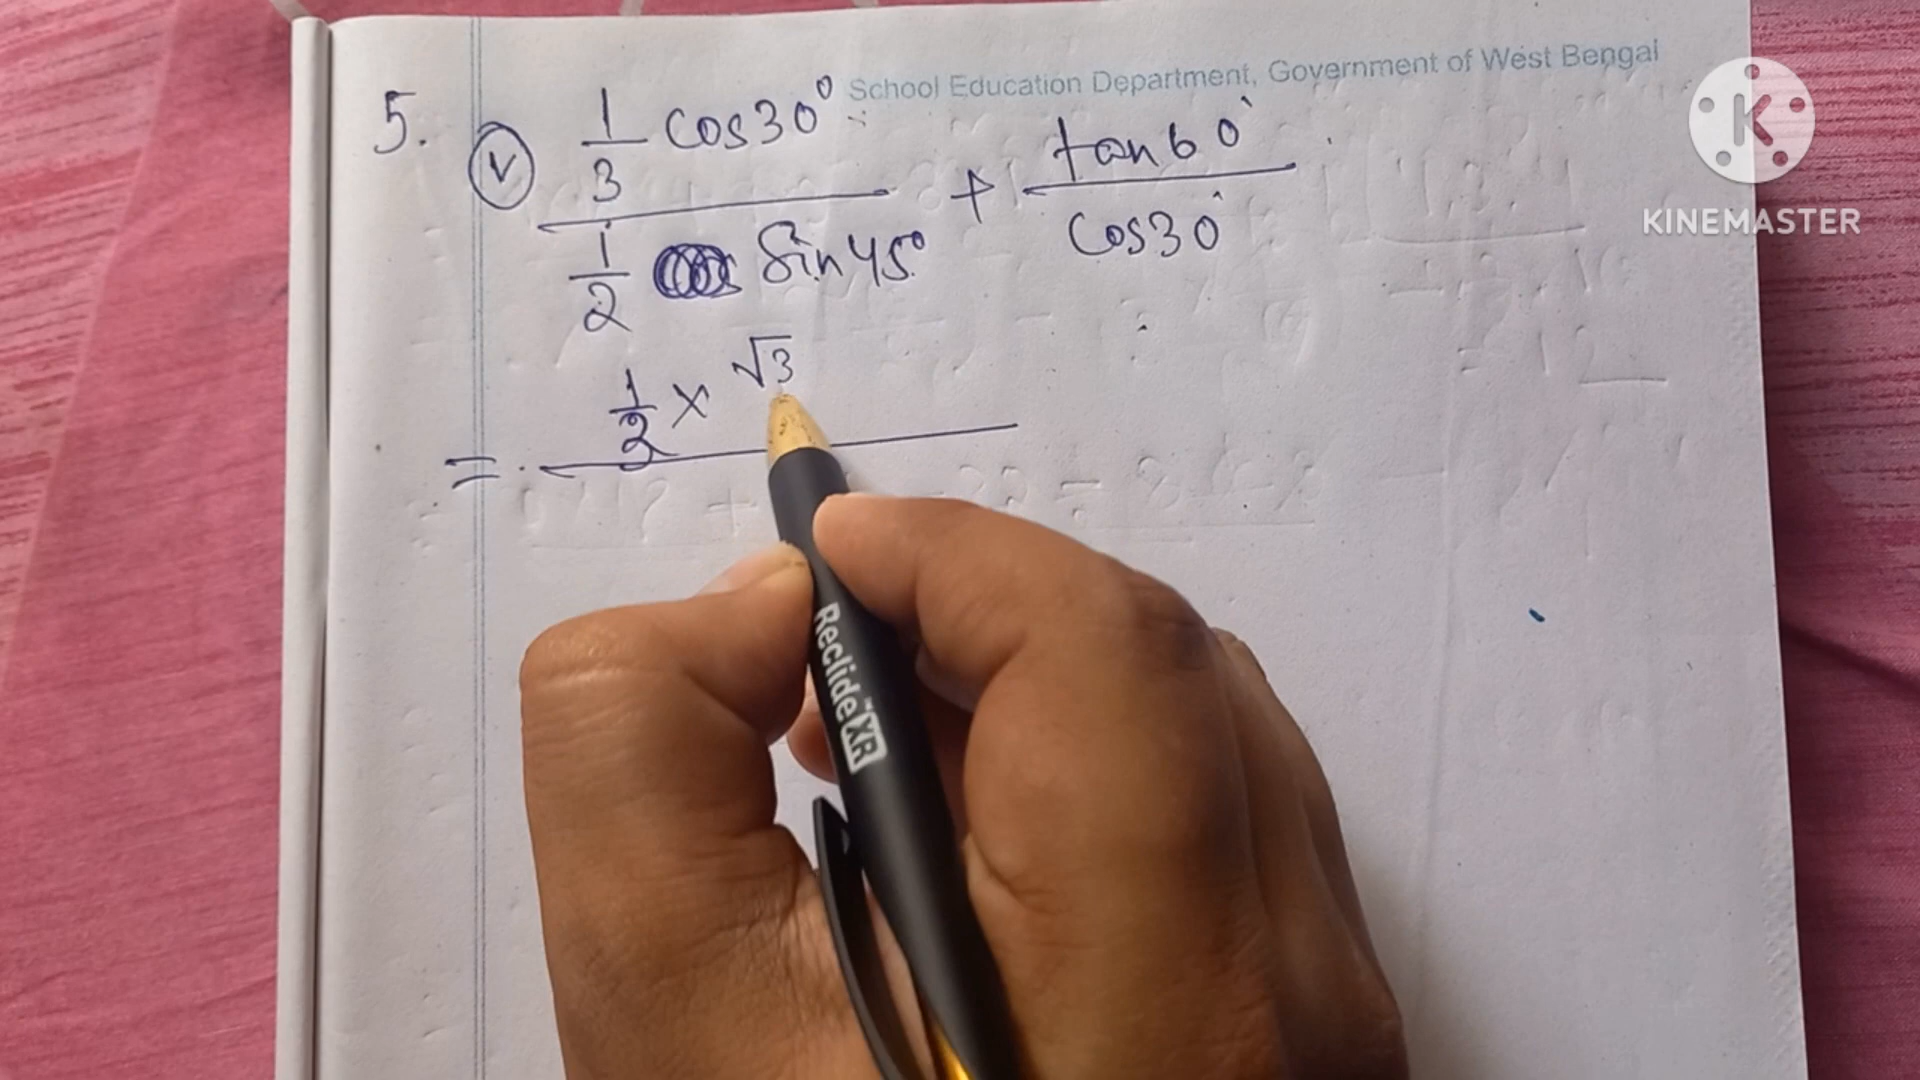 School Education Department, Government of West Bengal
KINEMASTER
5. (v) 1/3 cos30° / 1/2 Sin45° + tan60° / cos30°
= 1/2 × √3
Reclide XR